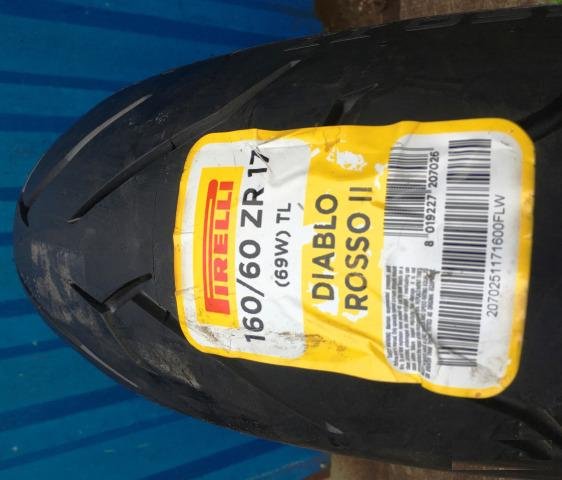 PIRELLI
160/60 ZR 17
(69W) TL
DIABLO
ROSSO II
8 019227 207026
2070251171600FLW